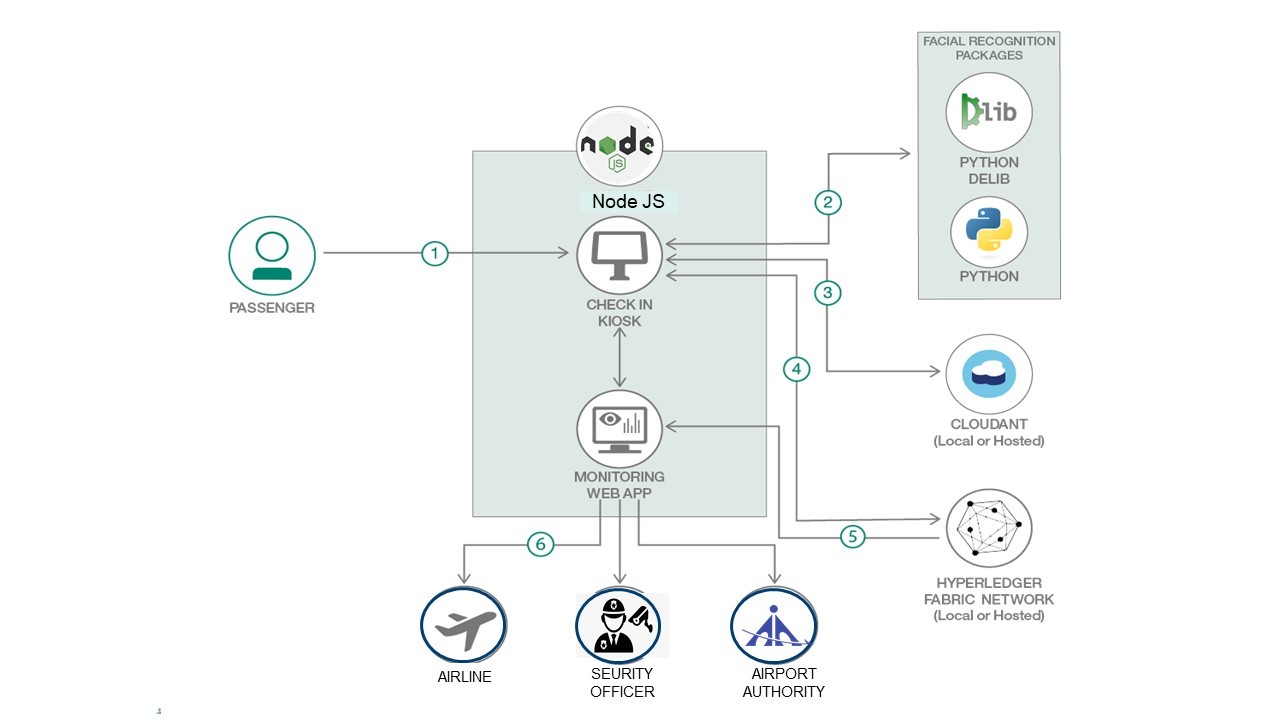 FACIAL RECOGNITION
PACKAGES
Dlib
PYTHON
DELIB
PYTHON
node
JS
Node JS
CHECK IN
KIOSK
PASSENGER
1
2
3
4
5
6
MONITORING
WEB APP
CLOUDANT
(Local or Hosted)
HYPERLEDGER
FABRIC NETWORK
(Local or Hosted)
AIRLINE
SEURITY
OFFICER
AIRPORT
AUTHORITY